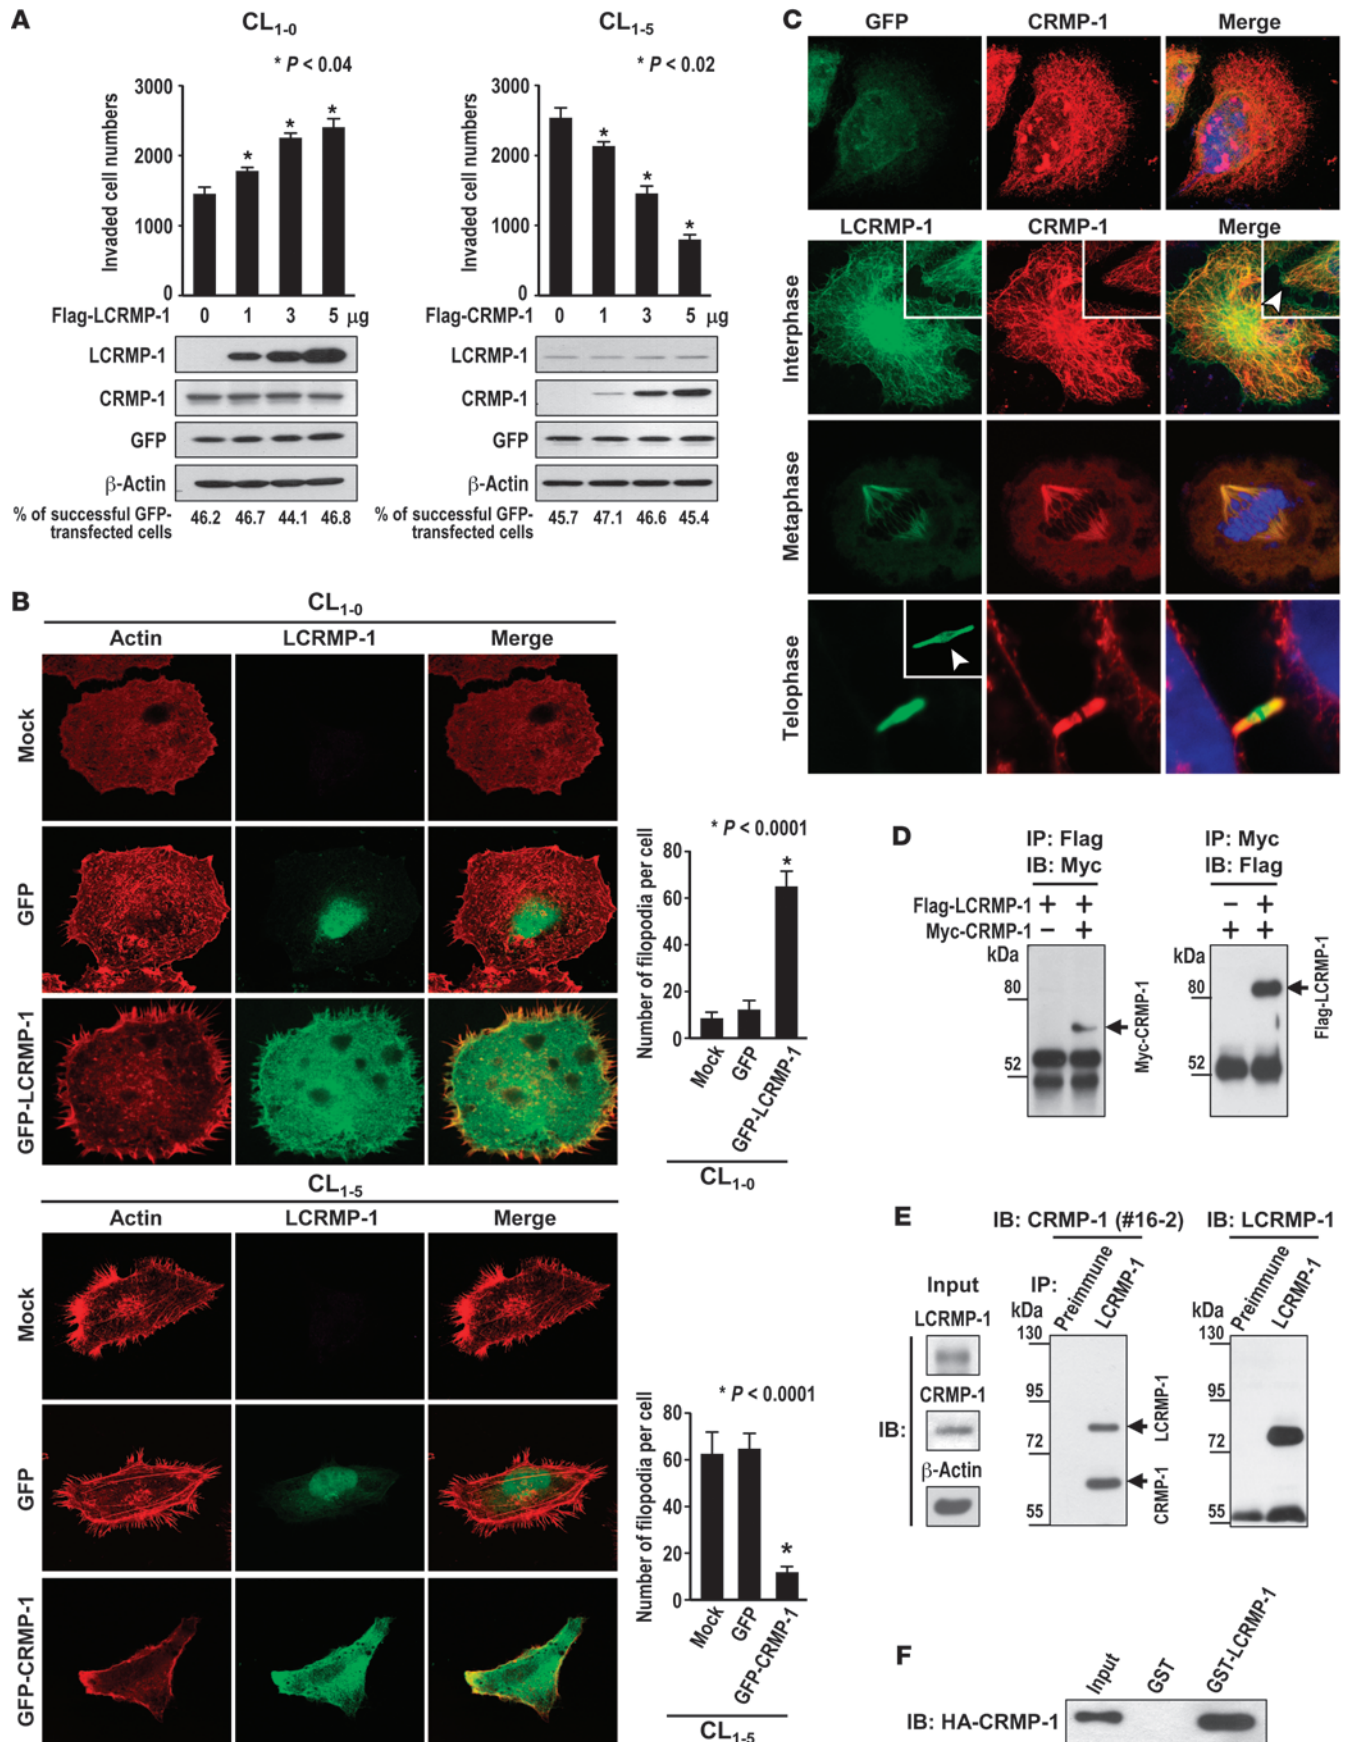 A
CL1-0
* P < 0.04
Invaded cell numbers
3000
2000
1000
0
* * *
Flag-LCRMP-1 0 1 3 5 μg
LCRMP-1
CRMP-1
GFP
β-Actin
% of successful GFP-
transfected cells
46.2 46.7 44.1 46.8
CL1-5
* P < 0.02
Invaded cell numbers
3000
2000
1000
0
* * *
Flag-CRMP-1 0 1 3 5 μg
LCRMP-1
CRMP-1
GFP
β-Actin
% of successful GFP-
transfected cells
45.7 47.1 46.6 45.4
B
CL1-0
Actin LCRMP-1 Merge
Mock
GFP
GFP-LCRMP-1
* P < 0.0001
Number of filopodia per cell
80
60
40
20
0
*
Mock
GFP
GFP-LCRMP-1
CL1-0
CL1-5
Actin LCRMP-1 Merge
Mock
GFP
GFP-CRMP-1
* P < 0.0001
Number of filopodia per cell
80
60
40
20
0
*
Mock
GFP
GFP-CRMP-1
CL1-5
C
GFP CRMP-1 Merge
LCRMP-1 CRMP-1 Merge
Interphase
Metaphase
Telophase
D
IP: Flag
IB: Myc
Flag-LCRMP-1 + +
Myc-CRMP-1 − +
kDa
80
52
Myc-CRMP-1
IP: Myc
IB: Flag
− +
+ +
kDa
80
52
Flag-LCRMP-1
E
Input
LCRMP-1
CRMP-1
β-Actin
IB:
IB: CRMP-1 (#16-2)
IP:
Preimmune
LCRMP-1
kDa
130
95
72
55
LCRMP-1
CRMP-1
IB: LCRMP-1
Preimmune
LCRMP-1
kDa
130
95
72
55
F
Input
GST
GST-LCRMP-1
IB: HA-CRMP-1